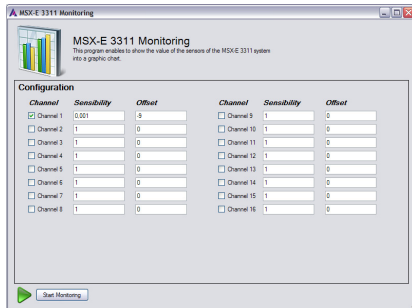 MSX-E 3311 Monitoring
MSX-E 3311 Monitoring
This program enables to show the value of the sensors of the MSX-E 3311 system
into a graphic chart.
Configuration
Channel Sensibility Offset Channel Sensibility Offset
Channel 1 0,001 -9 Channel 9 1 0
Channel 2 1 0 Channel 10 1 0
Channel 3 1 0 Channel 11 1 0
Channel 4 1 0 Channel 12 1 0
Channel 5 1 0 Channel 13 1 0
Channel 6 1 0 Channel 14 1 0
Channel 7 1 0 Channel 15 1 0
Channel 8 1 0 Channel 16 1 0
Start Monitoring